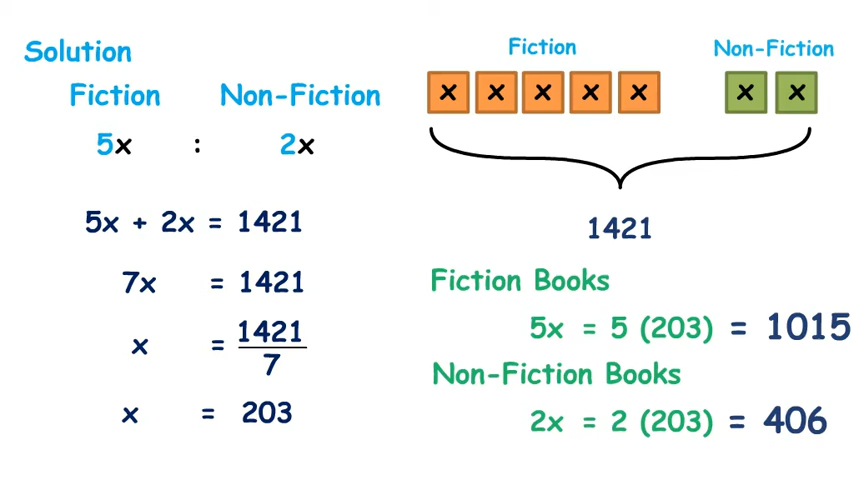 Solution
Fiction Non-Fiction
5x : 2x
5x + 2x = 1421
7x = 1421
x = 1421/7
x = 203
Fiction Non-Fiction
x x x x x x x
1421
Fiction Books
5x = 5 (203) = 1015
Non-Fiction Books
2x = 2 (203) = 406